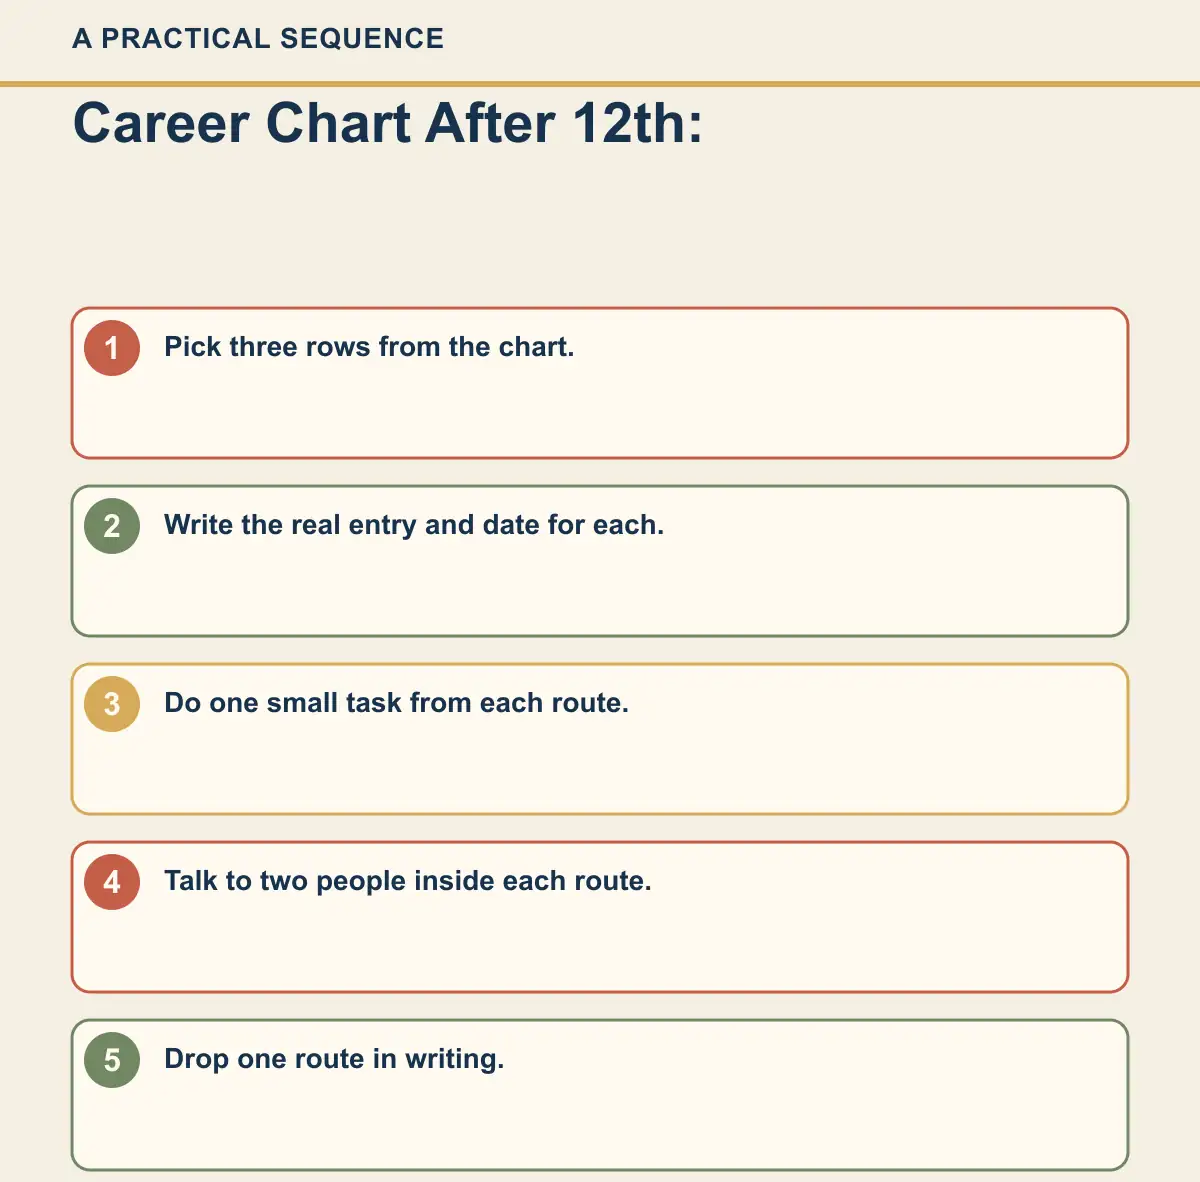 A PRACTICAL SEQUENCE
Career Chart After 12th:
1 Pick three rows from the chart.
2 Write the real entry and date for each.
3 Do one small task from each route.
4 Talk to two people inside each route.
5 Drop one route in writing.